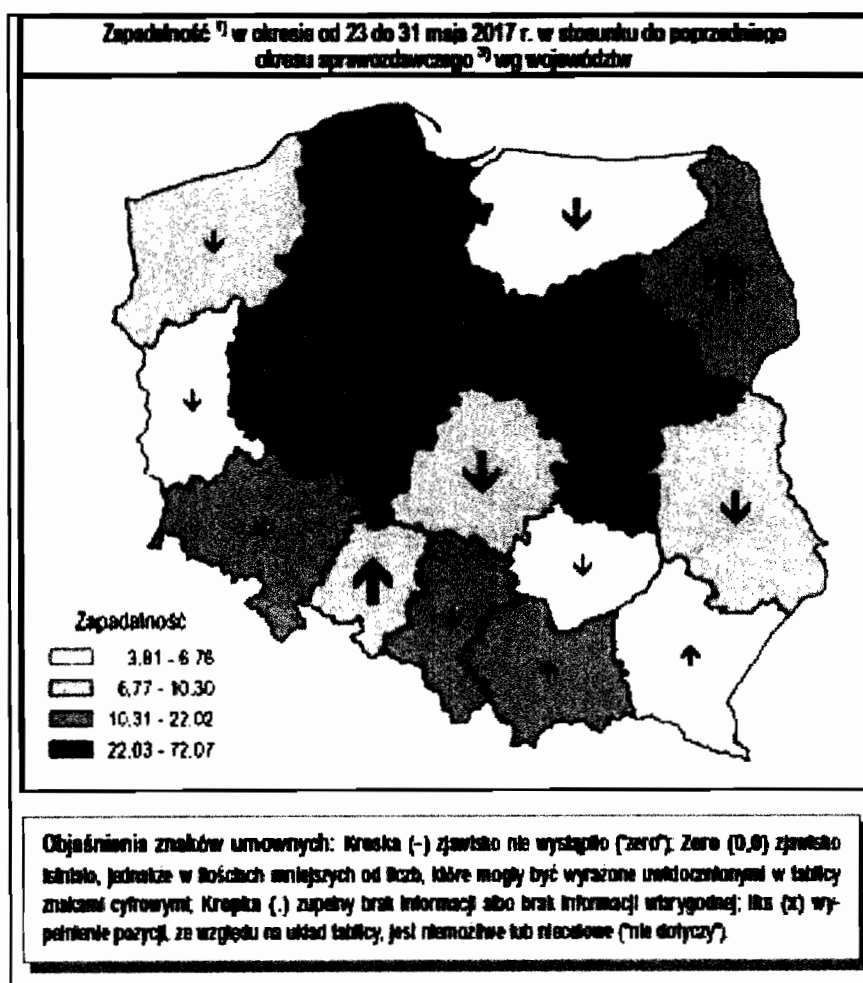 Zapadalność ¹⁾ w okresie od 23 do 31 maja 2017 r. w stosunku do poprzedniego
okresu sprawozdawczego ³⁾ wg województw
Zapadalność
3,81 - 6,76
6,77 - 10,30
10,31 - 22,02
22,03 - 72,07
Objaśnienia znaków umownych: Kreska (-) zjawisko nie wystąpiło ("zero"); Zero (0,0) zjawisko
istniało, jednakże w ilościach mniejszych od liczb, które mogły być wyrażone uwidocznionymi w tablicy
znakami cyfrowymi; Kropka (.) zupełny brak informacji albo brak informacji wiarygodnej; Iks (x) wy-
pełnienie pozycji, ze względu na układ tablicy, jest niemożliwe lub niecelowe ("nie dotyczy").